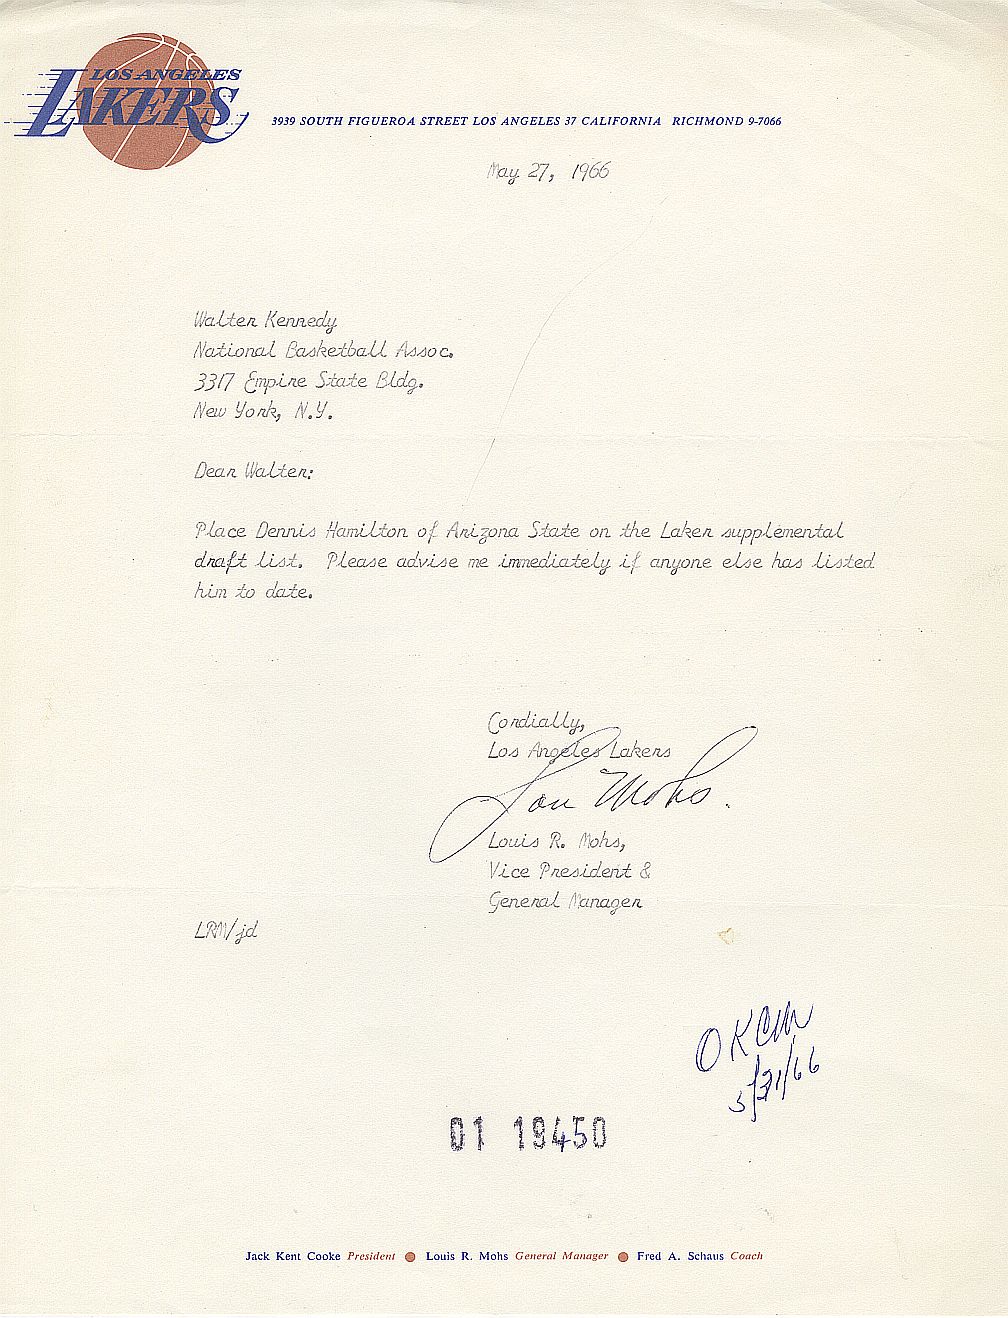 LOS ANGELES
LAKERS
3939 SOUTH FIGUEROA STREET LOS ANGELES 37 CALIFORNIA RICHMOND 9-7066
May 27, 1966
Walter Kennedy
National Basketball Assoc.
3317 Empire State Bldg.
New York, N.Y.
Dear Walter:
Place Dennis Hamilton of Arizona State on the Laker supplemental
draft list. Please advise me immediately if anyone else has listed
him to date.
Cordially,
Los Angeles Lakers
Lou Mohs.
Louis R. Mohs,
Vice President &
General Manager
LRM/jd
OK CM
5/31/66
01 19450
Jack Kent Cooke President Louis R. Mohs General Manager Fred A. Schaus Coach